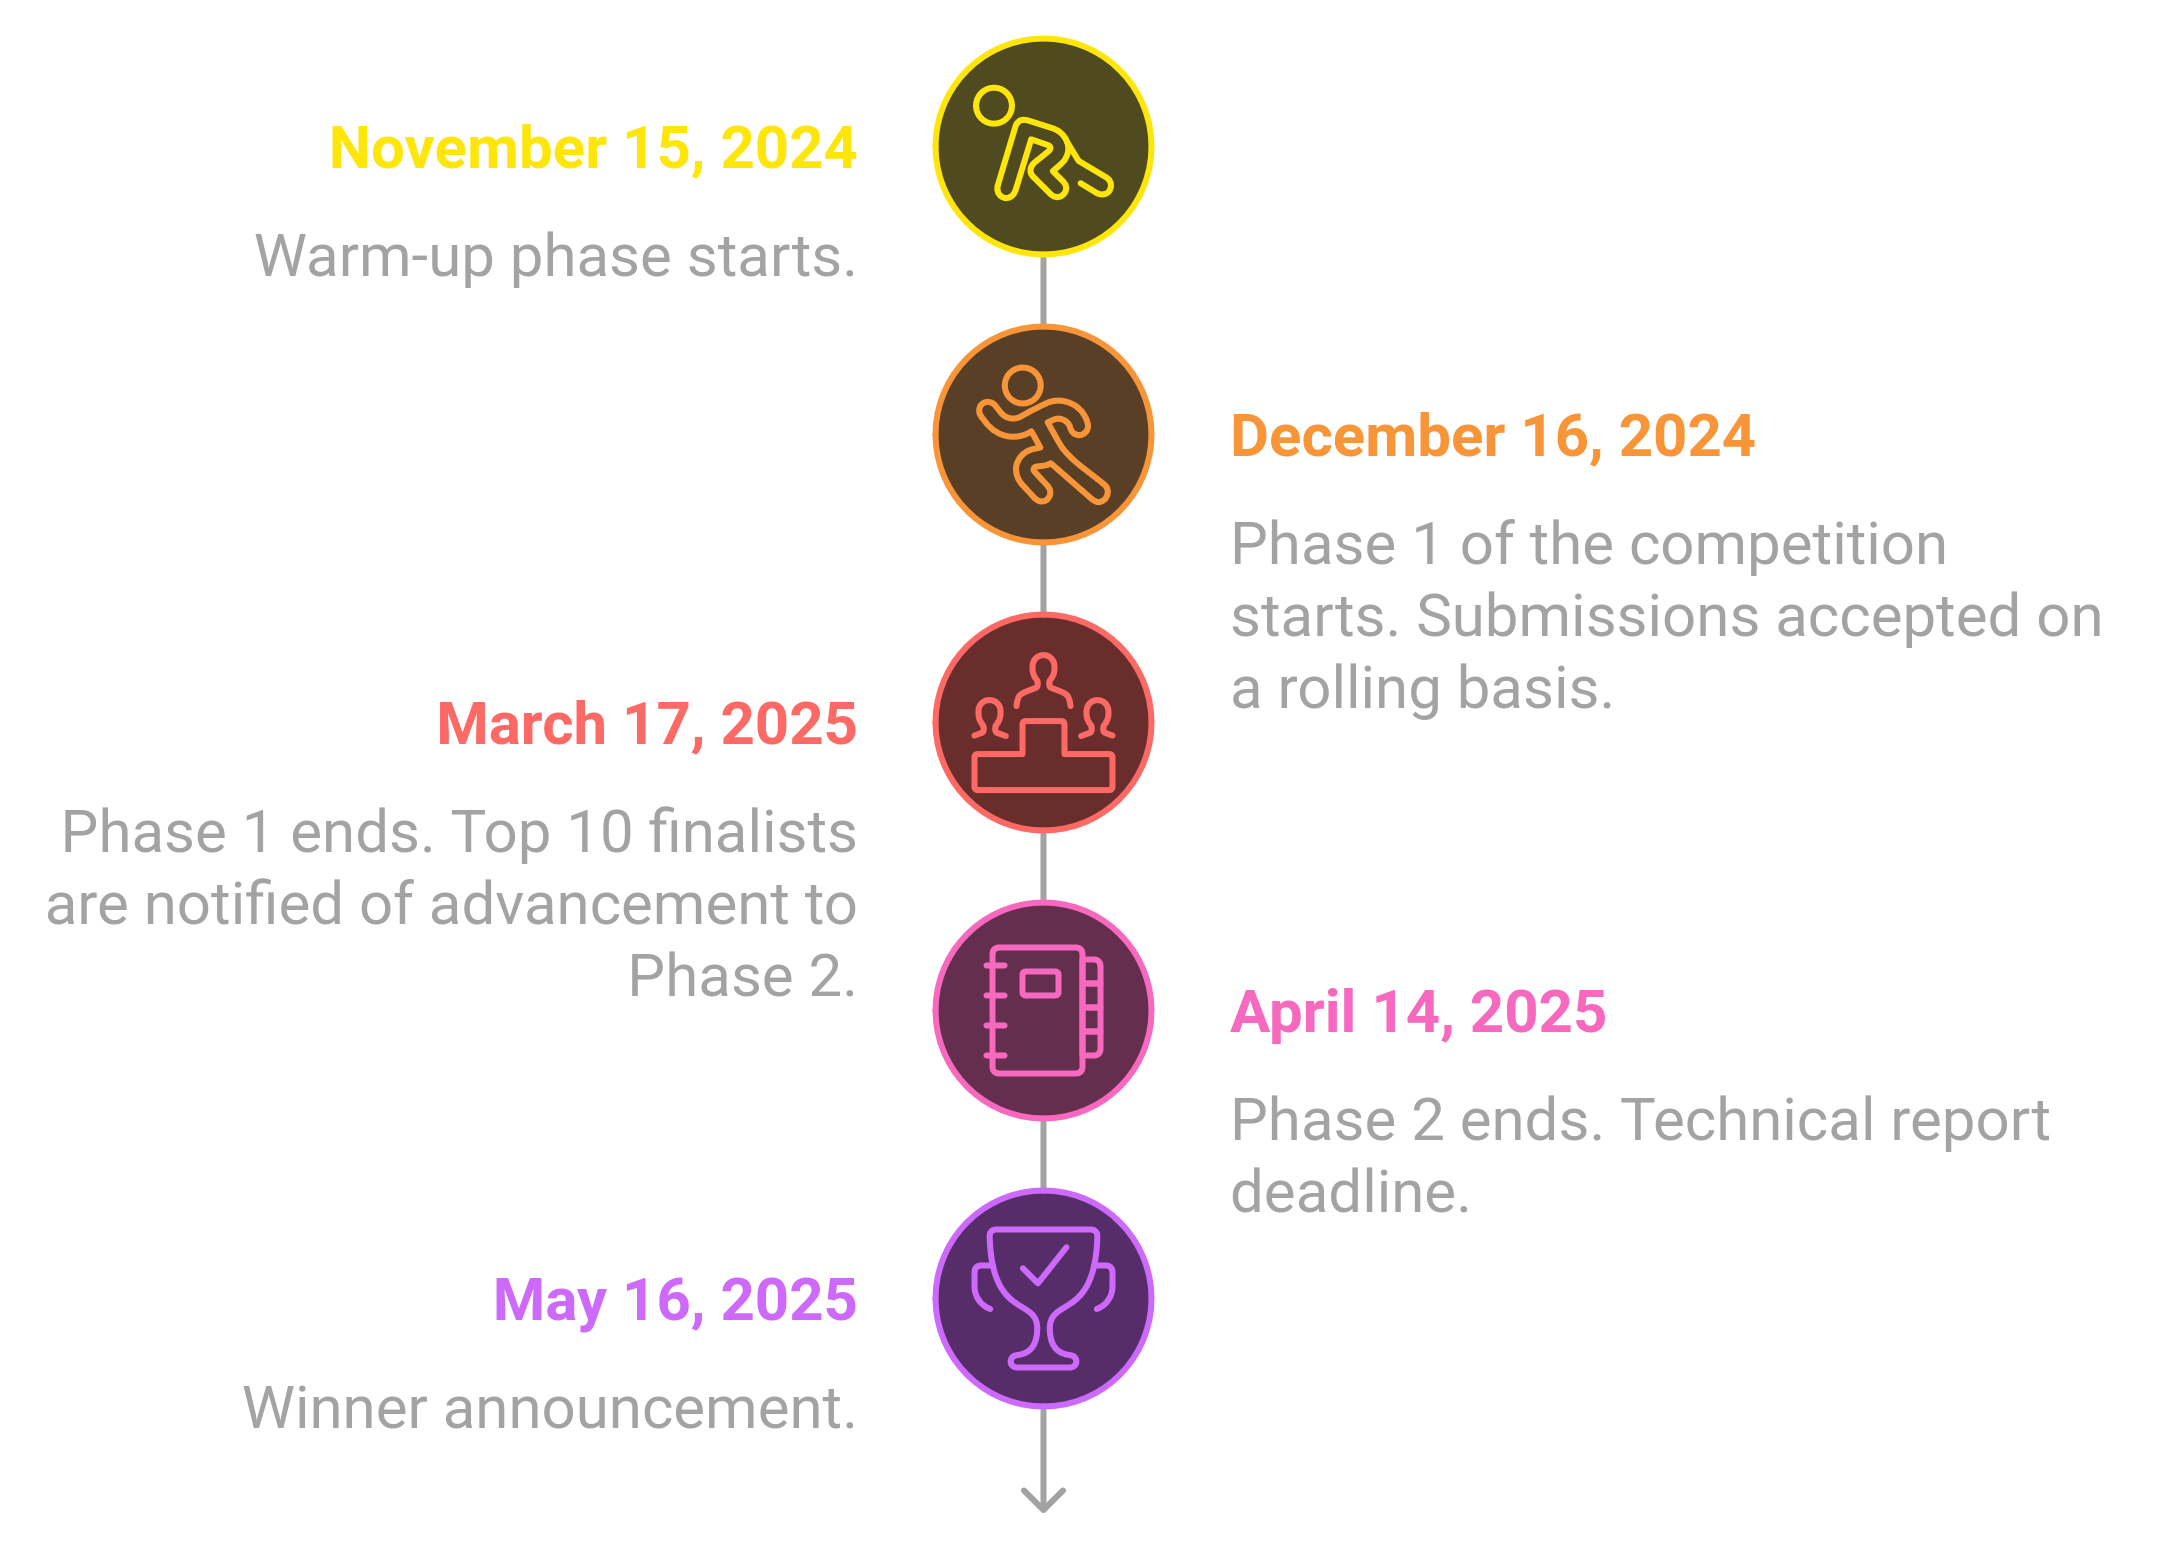 November 15, 2024
Warm-up phase starts.
December 16, 2024
Phase 1 of the competition
starts. Submissions accepted on
a rolling basis.
March 17, 2025
Phase 1 ends. Top 10 finalists
are notified of advancement to
Phase 2.
April 14, 2025
Phase 2 ends. Technical report
deadline.
May 16, 2025
Winner announcement.